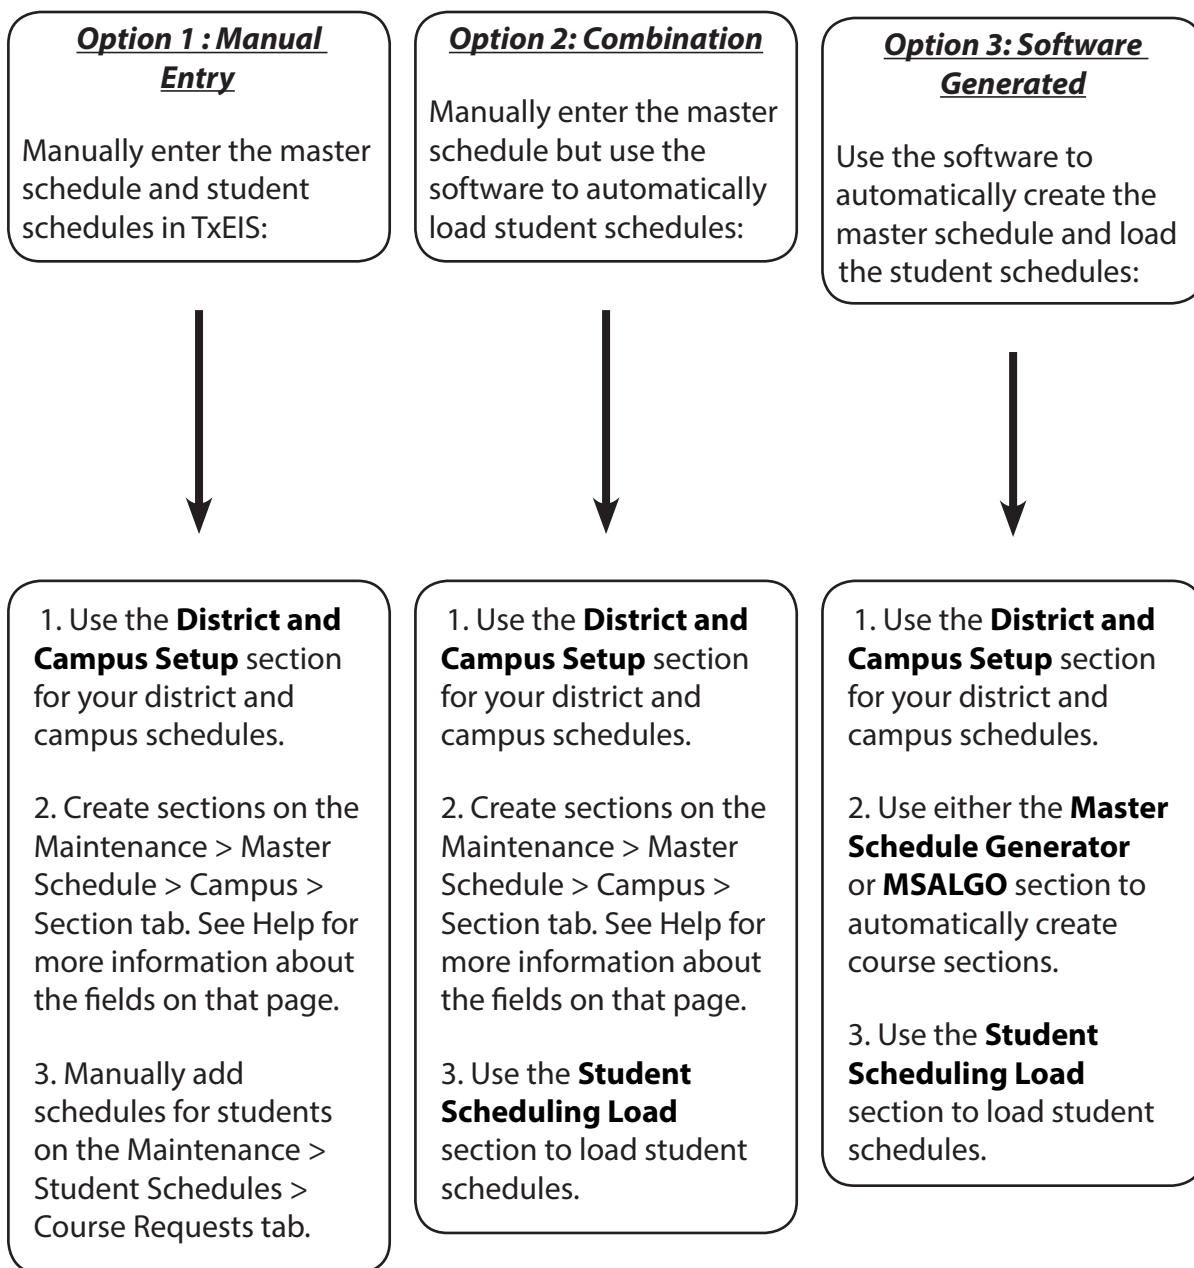 Option 1 : Manual
Entry
Manually enter the master
schedule and student
schedules in TxEIS:
Option 2: Combination
Manually enter the master
schedule but use the
software to automatically
load student schedules:
Option 3: Software
Generated
Use the software to
automatically create the
master schedule and load
the student schedules:
1. Use the District and
Campus Setup section
for your district and
campus schedules.
2. Create sections on the
Maintenance > Master
Schedule > Campus >
Section tab. See Help for
more information about
the fields on that page.
3. Manually add
schedules for students
on the Maintenance >
Student Schedules >
Course Requests tab.
1. Use the District and
Campus Setup section
for your district and
campus schedules.
2. Create sections on the
Maintenance > Master
Schedule > Campus >
Section tab. See Help for
more information about
the fields on that page.
3. Use the Student
Scheduling Load
section to load student
schedules.
1. Use the District and
Campus Setup section
for your district and
campus schedules.
2. Use either the Master
Schedule Generator
or MSALGO section to
automatically create
course sections.
3. Use the Student
Scheduling Load
section to load student
schedules.